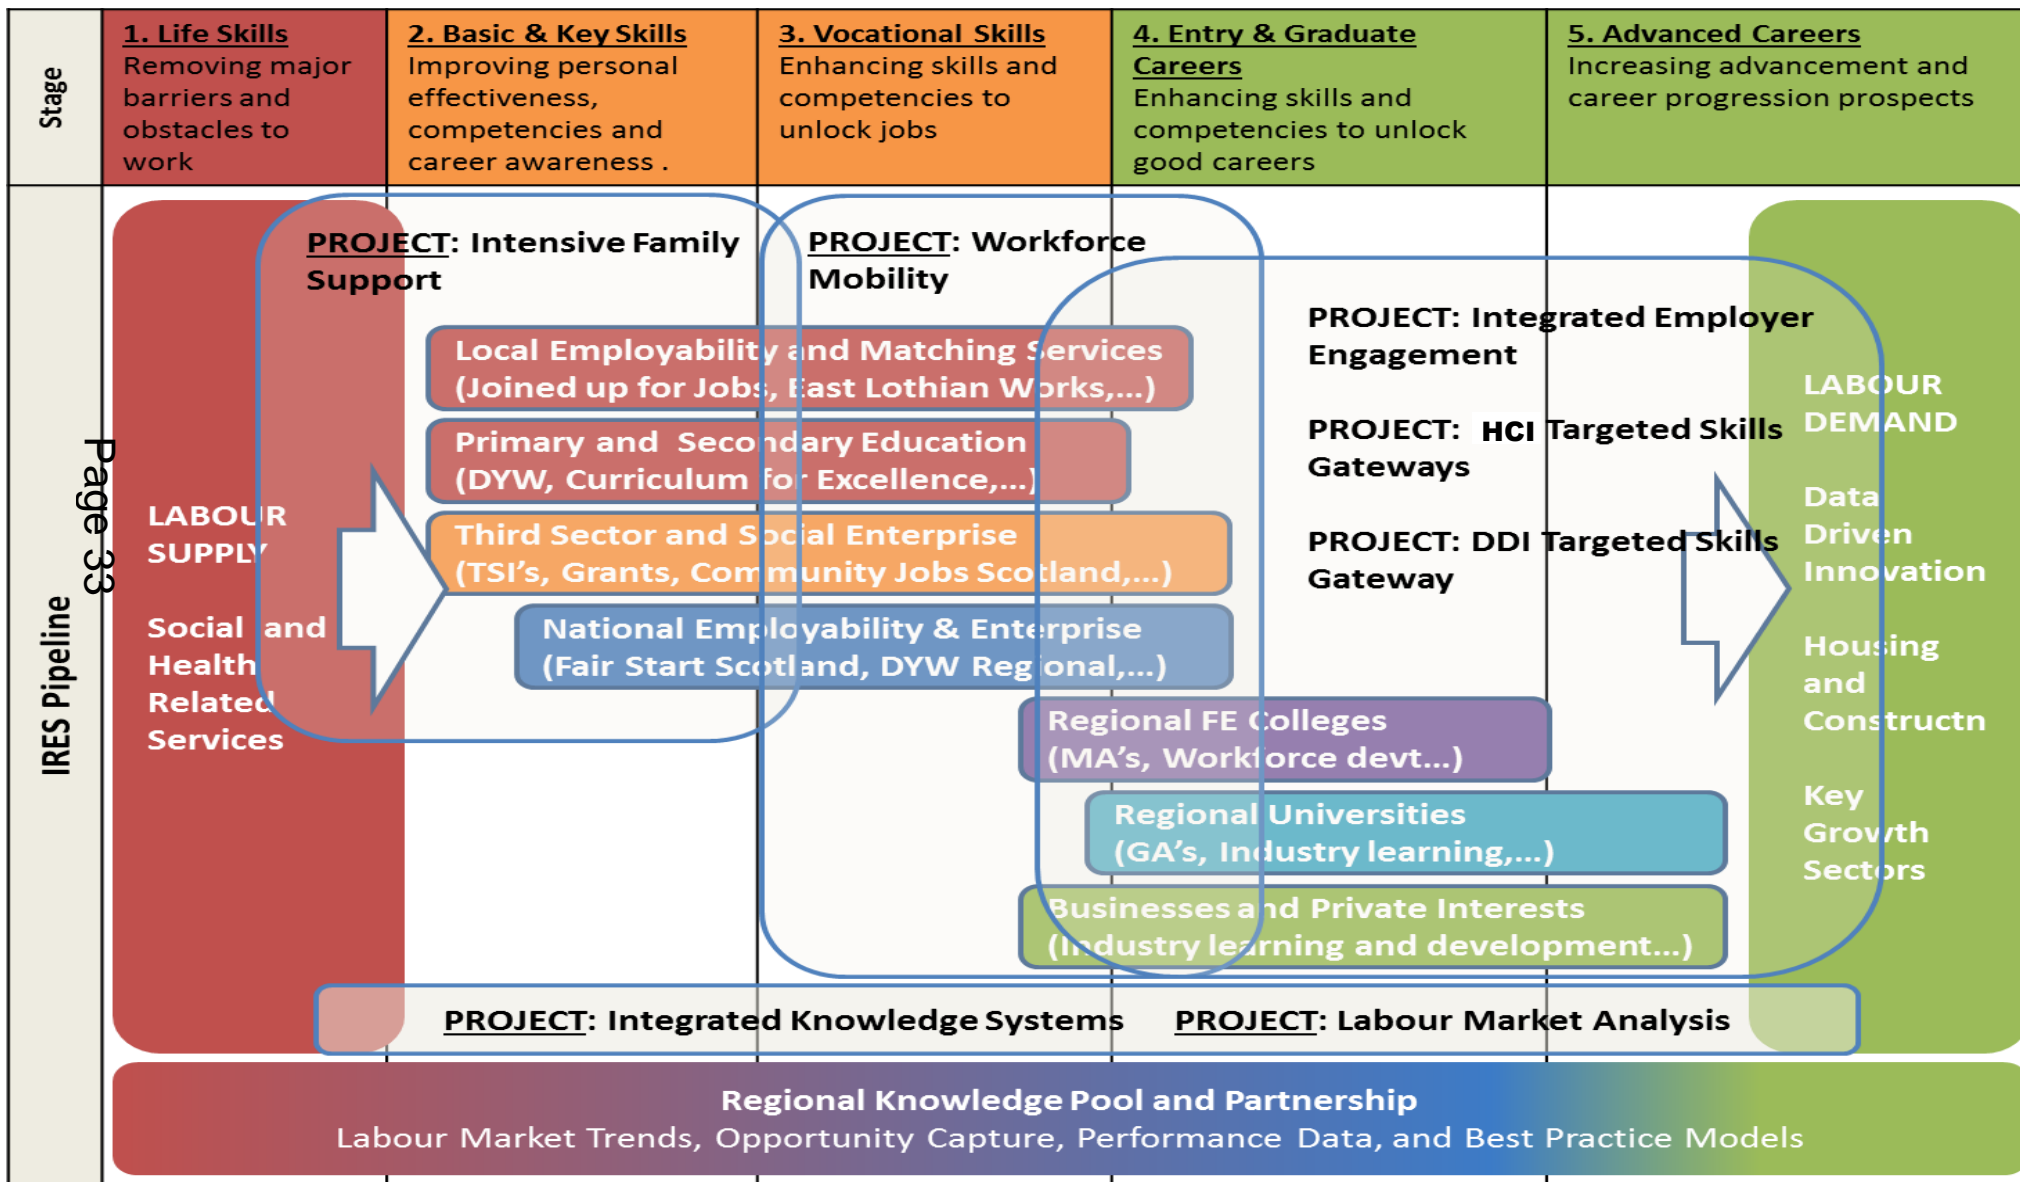 Stage
1. Life Skills
Removing major
barriers and
obstacles to
work
2. Basic & Key Skills
Improving personal
effectiveness,
competencies and
career awareness .
3. Vocational Skills
Enhancing skills and
competencies to
unlock jobs
4. Entry & Graduate
Careers
Enhancing skills and
competencies to unlock
good careers
5. Advanced Careers
Increasing advancement and
career progression prospects
IRES Pipeline
Page 33
LABOUR
SUPPLY
Social and
Health
Related
Services
PROJECT: Intensive Family
Support
PROJECT: Workforce
Mobility
Local Employability and Matching Services
(Joined up for Jobs, East Lothian Works,...)
Primary and Secondary Education
(DYW, Curriculum for Excellence,...)
Third Sector and Social Enterprise
(TSI's, Grants, Community Jobs Scotland,...)
National Employability & Enterprise
(Fair Start Scotland, DYW Regional,...)
Regional FE Colleges
(MA's, Workforce devt...)
Regional Universities
(GA's, Industry learning,...)
Businesses and Private Interests
(Industry learning and development...)
PROJECT: Integrated Employer
Engagement
PROJECT: HCI Targeted Skills
Gateways
PROJECT: DDI Targeted Skills
Gateway
LABOUR
DEMAND
Data
Driven
Innovation
Housing
and
Constructn
Key
Growth
Sectors
PROJECT: Integrated Knowledge Systems
PROJECT: Labour Market Analysis
Regional Knowledge Pool and Partnership
Labour Market Trends, Opportunity Capture, Performance Data, and Best Practice Models